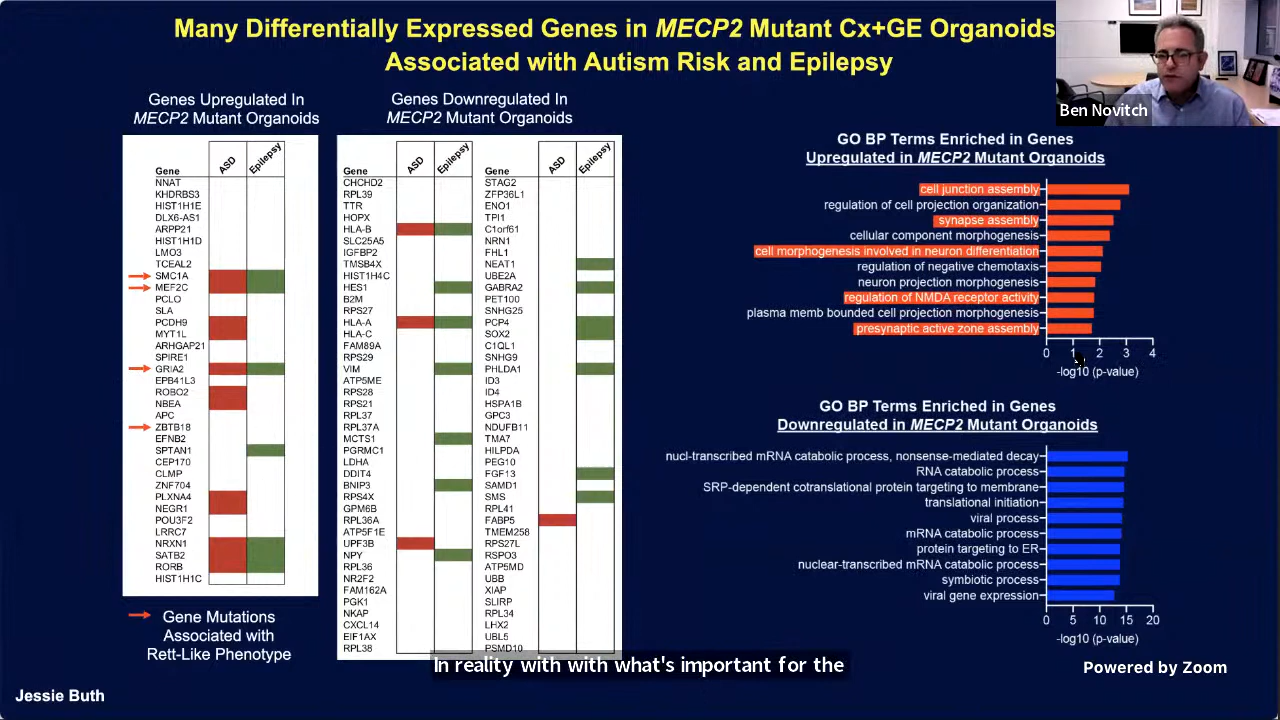 Many Differentially Expressed Genes in MECP2 Mutant Cx+GE Organoids
Associated with Autism Risk and Epilepsy
Ben Novitch
Genes Upregulated In
MECP2 Mutant Organoids
Gene ASD Epilepsy
NNAT
KHDRBS3
HIST1H1E
DLX6-AS1
ARPP21
HIST1H1D
LMO3
TCEAL2
SMC1A
MEF2C
PCLO
SLA
PCDH9
MYT1L
ARHGAP21
SPIRE1
GRIA2
EPB41L3
ROBO2
NBEA
APC
ZBTB18
EFNB2
SPTAN1
CEP170
CLMP
ZNF704
PLXNA4
NEGR1
POU3F2
LRRC7
NRXN1
SATB2
RORB
HIST1H1C
Gene Mutations
Associated with
Rett-Like Phenotype
Genes Downregulated In
MECP2 Mutant Organoids
Gene ASD Epilepsy
CHCHD2
RPL39
TTR
HOPX
HLA-B
SLC25A5
IGFBP2
TMSB4X
HIST1H4C
HES1
B2M
RPS27
HLA-A
HLA-C
FAM89A
RPS29
VIM
ATP5ME
RPS28
RPS21
RPL37
RPL37A
MCTS1
PGRMC1
LDHA
DDIT4
BNIP3
RPS4X
GPM6B
RPL36A
ATP5F1E
UPF3B
NPY
RPL36
NR2F2
FAM162A
PGK1
NKAP
CXCL14
EIF1AX
RPL38
Gene ASD Epilepsy
STAG2
ZFP36L1
ENO1
TPI1
C1orf61
NRN1
FHL1
NEAT1
UBE2A
GABRA2
PET100
SNHG25
PCP4
SOX2
C1QL1
SNHG9
PHLDA1
ID3
ID4
HSPA1B
GPC3
NDUFB11
TMA7
HILPDA
PEG10
FGF13
SAMD1
SMS
RPL41
FABP5
TMEM258
RPS27L
RSPO3
ATP5MD
UBB
XIAP
SLIRP
RPL34
LHX2
UBL5
PSMD10
GO BP Terms Enriched in Genes
Upregulated in MECP2 Mutant Organoids
cell junction assembly
regulation of cell projection organization
synapse assembly
cellular component morphogenesis
cell morphogenesis involved in neuron differentiation
regulation of negative chemotaxis
neuron projection morphogenesis
regulation of NMDA receptor activity
plasma memb bounded cell projection morphogenesis
presynaptic active zone assembly
0 1 2 3 4
-log10 (p-value)
GO BP Terms Enriched in Genes
Downregulated in MECP2 Mutant Organoids
nucl-transcribed mRNA catabolic process, nonsense-mediated decay
RNA catabolic process
SRP-dependent cotranslational protein targeting to membrane
translational initiation
viral process
mRNA catabolic process
protein targeting to ER
nuclear-transcribed mRNA catabolic process
symbiotic process
viral gene expression
0 5 10 15 20
-log10 (p-value)
In reality with with what's important for the
Powered by Zoom
Jessie Buth